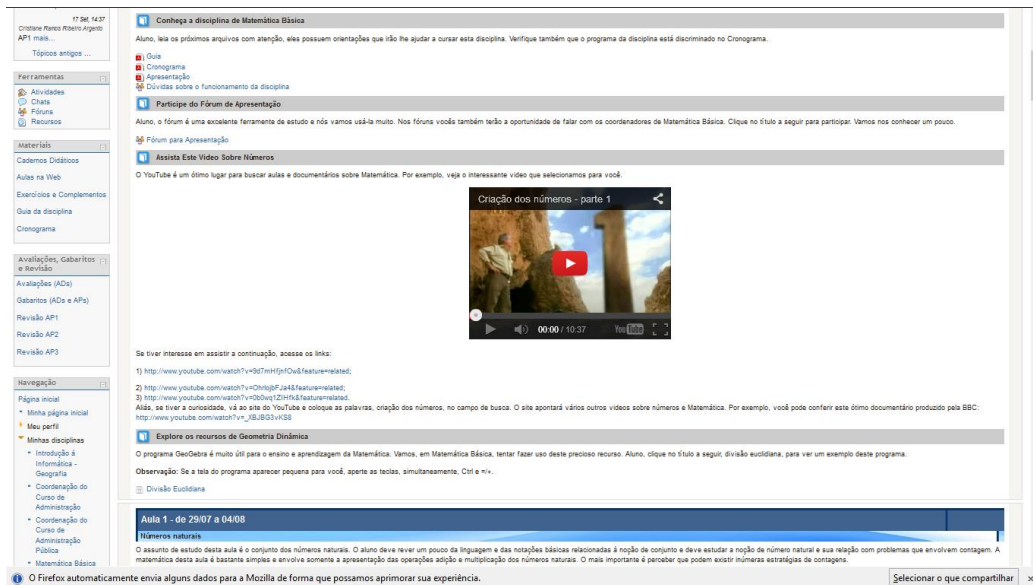 17 Set, 14:37
Cristiane Ramos Ribeiro Argento
AP1 mais...
Tópicos antigos ...
Ferramentas
Atividades
Chats
Fóruns
Recursos
Materiais
Cadernos Didáticos
Aulas na Web
Exercícios e Complementos
Guia da disciplina
Cronograma
Avaliações, Gabaritos
e Revisão
Avaliações (ADs)
Gabaritos (ADs e APs)
Revisão AP1
Revisão AP2
Revisão AP3
Navegação
Página inicial
Minha página inicial
Meu perfil
Minhas disciplinas
Introdução á
Informática -
Geografia
Coordenação do
Curso de
Administração
Coordenação do
Curso de
Administração
Pública
Matemática Básica
Conheça a disciplina de Matemática Básica
Aluno, leia os próximos arquivos com atenção, eles possuem orientações que irão lhe ajudar a cursar esta disciplina. Verifique também que o programa da disciplina está discriminado no Cronograma.
Guia
Cronograma
Apresentação
Dúvidas sobre o funcionamento da disciplina
Participe do Fórum de Apresentação
Aluno, o fórum é uma excelente ferramente de estudo e nós vamos usá-la muito. Nos fóruns vocês também terão a oportunidade de falar com os coordenadores de Matemática Básica. Clique no título a seguir para participar. Vamos nos conhecer um pouco.
Fórum para Apresentação
Assista Este Vídeo Sobre Números
O YouTube é um ótimo lugar para buscar aulas e documentários sobre Matemática. Por exemplo, veja o interessante vídeo que selecionamos para você.
Criação dos números - parte 1
00:00 / 10:37 YouTube
Se tiver interesse em assistir a continuação, acesse os links:
1) http://www.youtube.com/watch?v=9d7mHfjnfOw&feature=related;
2) http://www.youtube.com/watch?v=OhrlojbFJa4&feature=related;
3) http://www.youtube.com/watch?v=0b0wq1ZIHfk&feature=related.
Aliás, se tiver a curiosidade, vá ao site do YouTube e coloque as palavras, criação dos números, no campo de busca. O site apontará vários outros vídeos sobre números e Matemática. Por exemplo, você pode conferir este ótimo documentário produzido pela BBC:
http://www.youtube.com/watch?v=_XBJBG3vKS8
Explore os recursos de Geometria Dinâmica
O programa GeoGebra é muito útil para o ensino e aprendizagem da Matemática. Vamos, em Matemática Básica, tentar fazer uso deste precioso recurso. Aluno, clique no título a seguir, divisão euclidiana, para ver um exemplo deste programa.
Observação: Se a tela do programa aparecer pequena para você, aperte as teclas, simultaneamente, Ctrl e =/+.
Divisão Euclidiana
Aula 1 - de 29/07 a 04/08
Números naturais
O assunto de estudo desta aula é o conjunto dos números naturais. O aluno deve rever um pouco da linguagem e das notações básicas relacionadas à noção de conjunto e deve estudar a noção de número natural e sua relação com problemas que envolvem contagem. A
matemática desta aula é bastante simples e envolve somente a apresentação das operações adição e multiplicação dos números naturais. O mais importante é perceber que podem existir inúmeras estratégias de contagens.
O Firefox automaticamente envia alguns dados para a Mozilla de forma que possamos aprimorar sua experiência.
Selecionar o que compartilhar